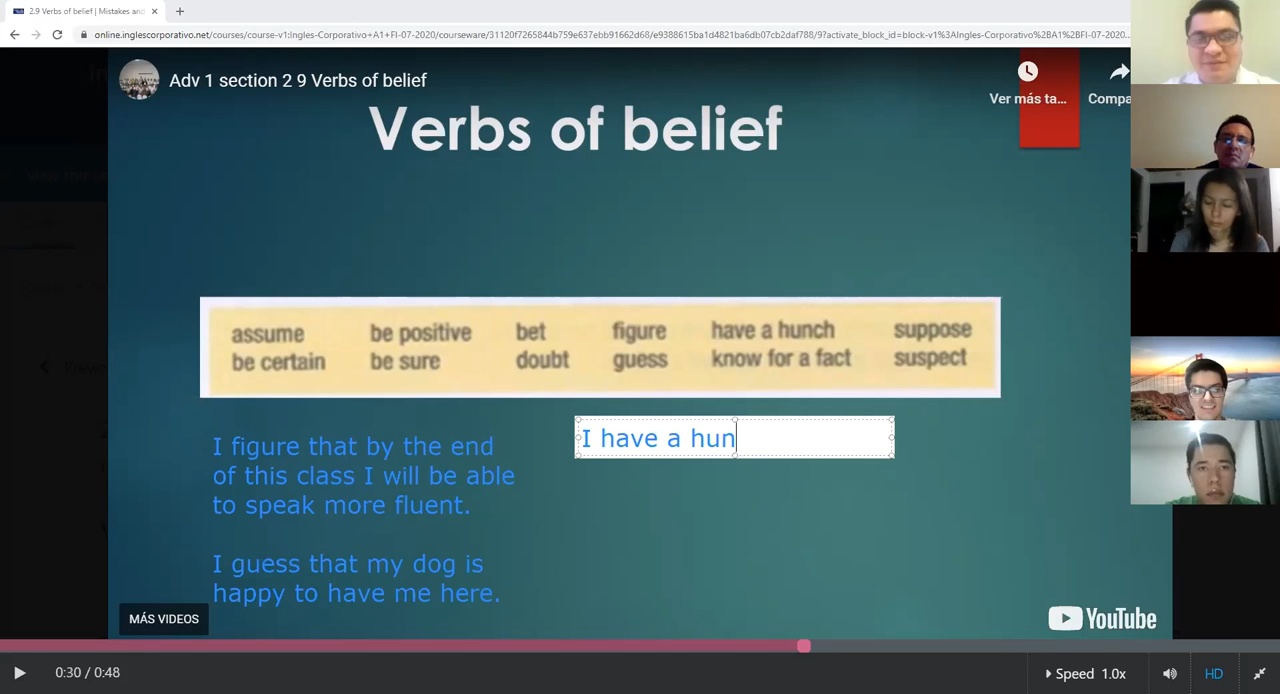 2.9 Verbs of belief | Mistakes and
online.inglescorporativo.net/courses/course-v1:Ingles-Corporativo+A1+FI-07-2020/courseware/31120f7265844b759e637ebb91662d68/e9388615ba1d4821ba6db07cb2daf788/9?activate_block_id=block-v1%3AIngles-Corporativo%2BA1%2BFI-07-2020...
Adv 1 section 2 9 Verbs of belief
Ver más ta...
Compa
Verbs of belief
assume be positive bet figure have a hunch suppose
be certain be sure doubt guess know for a fact suspect
I have a hun
I figure that by the end
of this class I will be able
to speak more fluent.
I guess that my dog is
happy to have me here.
MÁS VIDEOS
YouTube
0:30 / 0:48
Speed 1.0x
HD